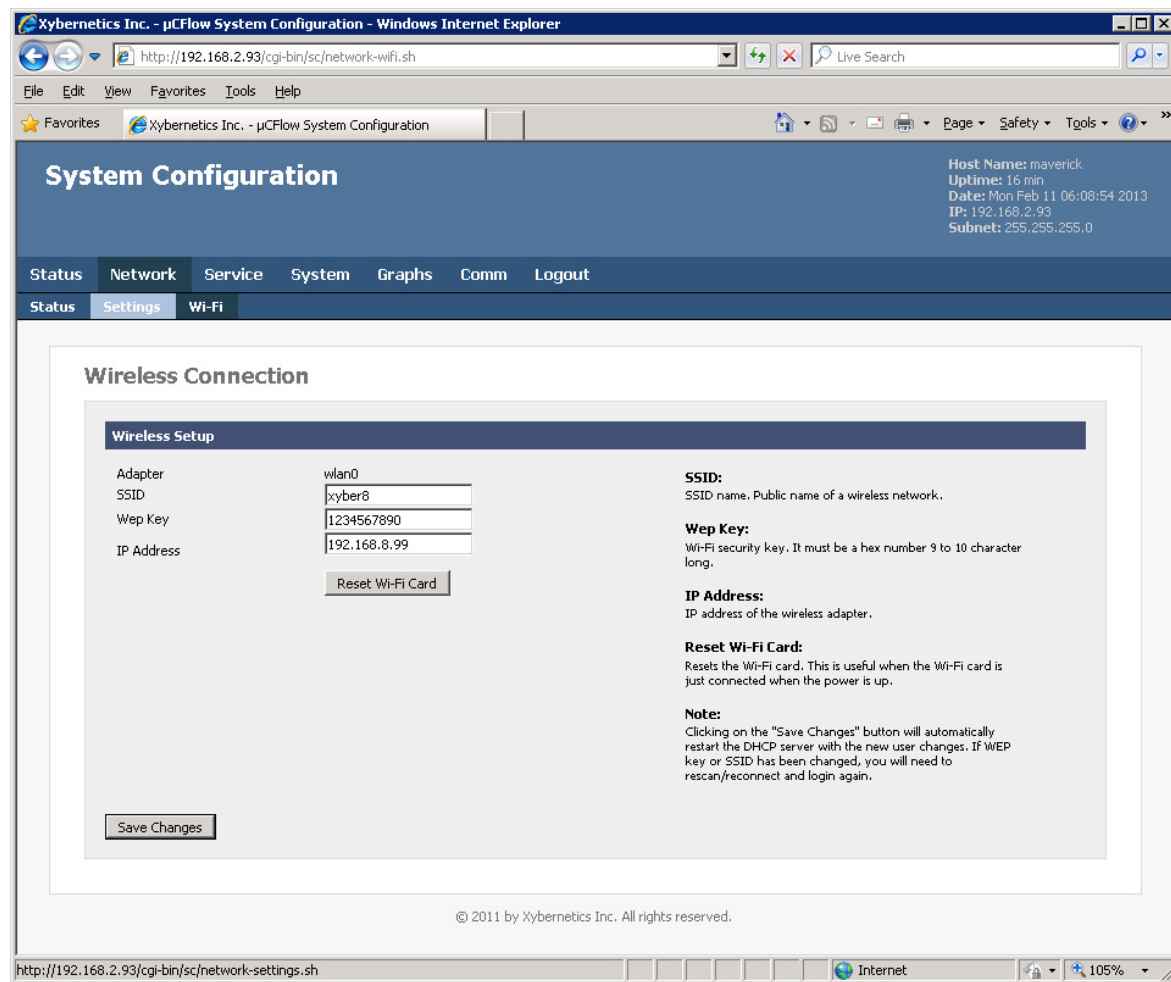 Xybernetics Inc. - µCFlow System Configuration - Windows Internet Explorer
http://192.168.2.93/cgi-bin/sc/network-wifi.sh
Live Search
File Edit View Favorites Tools Help
Favorites Xybernetics Inc. - µCFlow System Configuration Page Safety Tools
System Configuration
Host Name: maverick
Uptime: 16 min
Date: Mon Feb 11 06:08:54 2013
IP: 192.168.2.93
Subnet: 255.255.255.0
Status Network Service System Graphs Comm Logout
Status Settings Wi-Fi
Wireless Connection
Wireless Setup
Adapter wlan0
SSID xyber8
Wep Key 1234567890
IP Address 192.168.8.99
Reset Wi-Fi Card
SSID:
SSID name. Public name of a wireless network.
Wep Key:
Wi-Fi security key. It must be a hex number 9 to 10 character
long.
IP Address:
IP address of the wireless adapter.
Reset Wi-Fi Card:
Resets the Wi-Fi card. This is useful when the Wi-Fi card is
just connected when the power is up.
Note:
Clicking on the "Save Changes" button will automatically
restart the DHCP server with the new user changes. If WEP
key or SSID has been changed, you will need to
rescan/reconnect and login again.
Save Changes
© 2011 by Xybernetics Inc. All rights reserved.
http://192.168.2.93/cgi-bin/sc/network-settings.sh Internet 105%